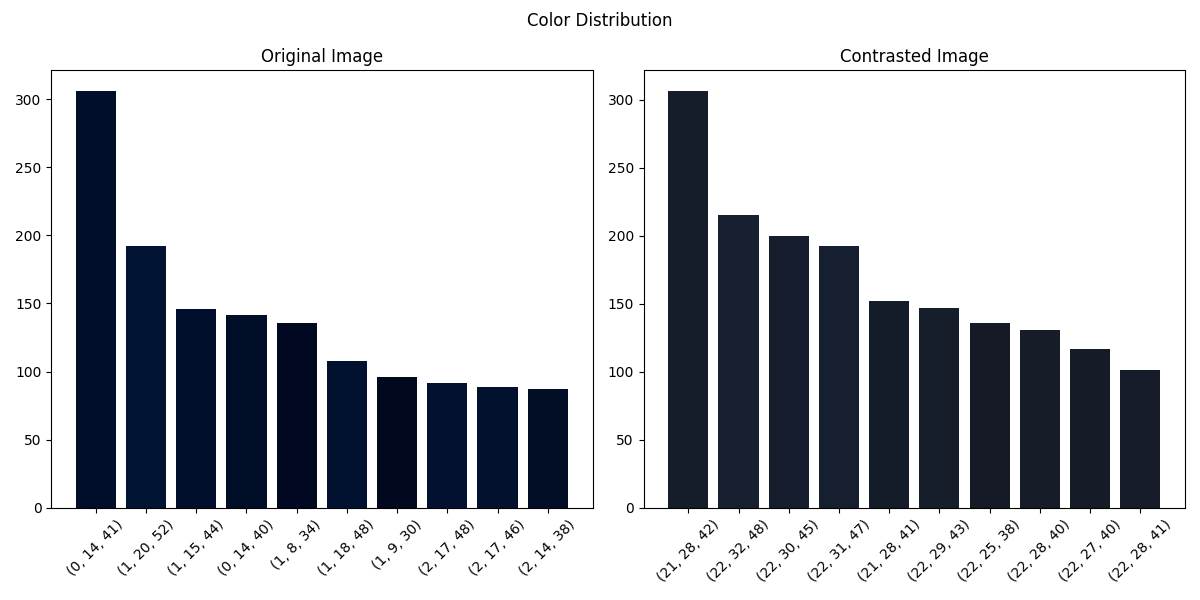 Color Distribution
Original Image
300
250
200
150
100
50
0
(0, 14, 41)
(1, 20, 52)
(1, 15, 44)
(0, 14, 40)
(1, 8, 34)
(1, 18, 48)
(1, 9, 30)
(2, 17, 48)
(2, 17, 46)
(2, 14, 38)
Contrasted Image
300
250
200
150
100
50
0
(21, 28, 42)
(22, 32, 48)
(22, 30, 45)
(22, 31, 47)
(21, 28, 41)
(22, 29, 43)
(22, 25, 38)
(22, 28, 40)
(22, 27, 40)
(22, 28, 41)